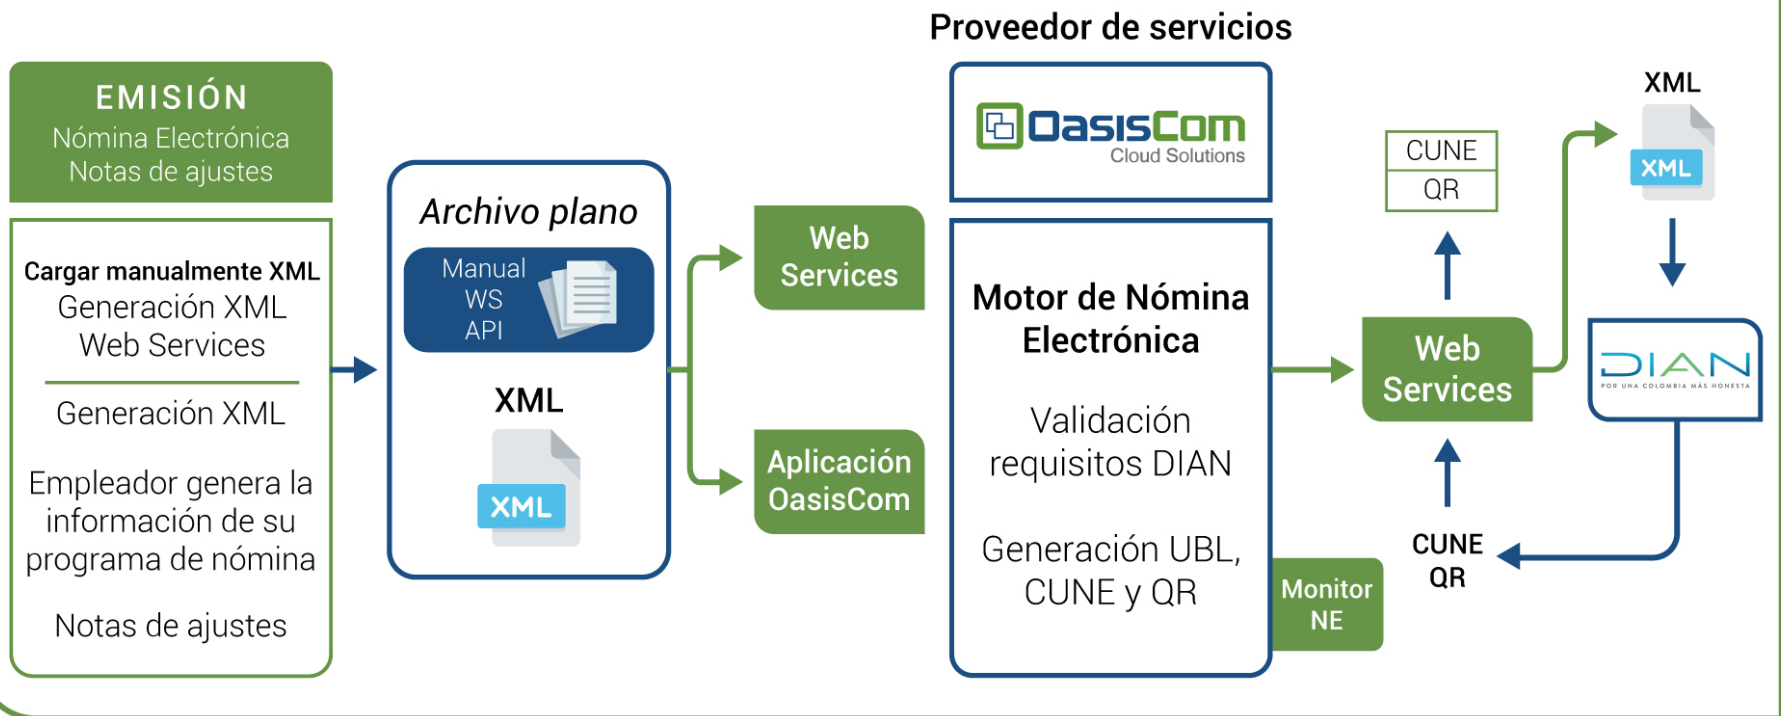 Proveedor de servicios
EMISIÓN
Nómina Electrónica
Notas de ajustes
Cargar manualmente XML
Generación XML
Web Services
Generación XML
Empleador genera la
información de su
programa de nómina
Notas de ajustes
Archivo plano
Manual
WS
API
XML
XML
Web
Services
Aplicación
OasisCom
OasisCom
Cloud Solutions
Motor de Nómina
Electrónica
Validación
requisitos DIAN
Generación UBL,
CUNE y QR
Monitor
NE
CUNE
QR
Web
Services
CUNE
QR
XML
XML
DIAN
POR UNA COLOMBIA MÁS HONESTA